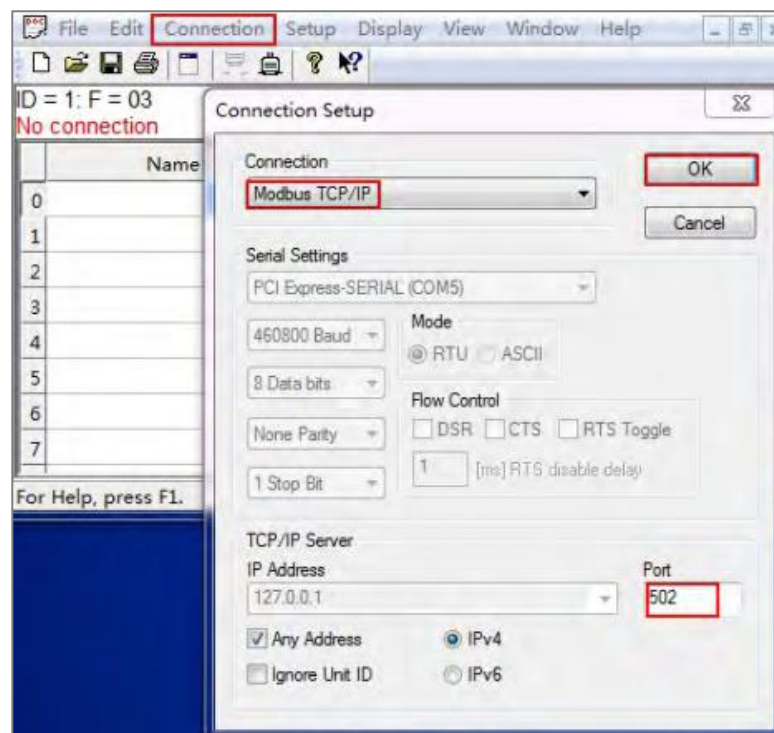 File Edit Connection Setup Display View Window Help
ID = 1: F = 03
No connection
Name
0
1
2
3
4
5
6
7
For Help, press F1.
Connection Setup
Connection
Modbus TCP/IP
OK
Cancel
Serial Settings
PCI Express-SERIAL (COM5)
460800 Baud
Mode
RTU ASCII
8 Data bits
Flow Control
None Parity
DSR CTS RTS Toggle
1 [ms] RTS disable delay
1 Stop Bit
TCP/IP Server
IP Address Port
127.0.0.1 502
Any Address IPv4
Ignore Unit ID IPv6